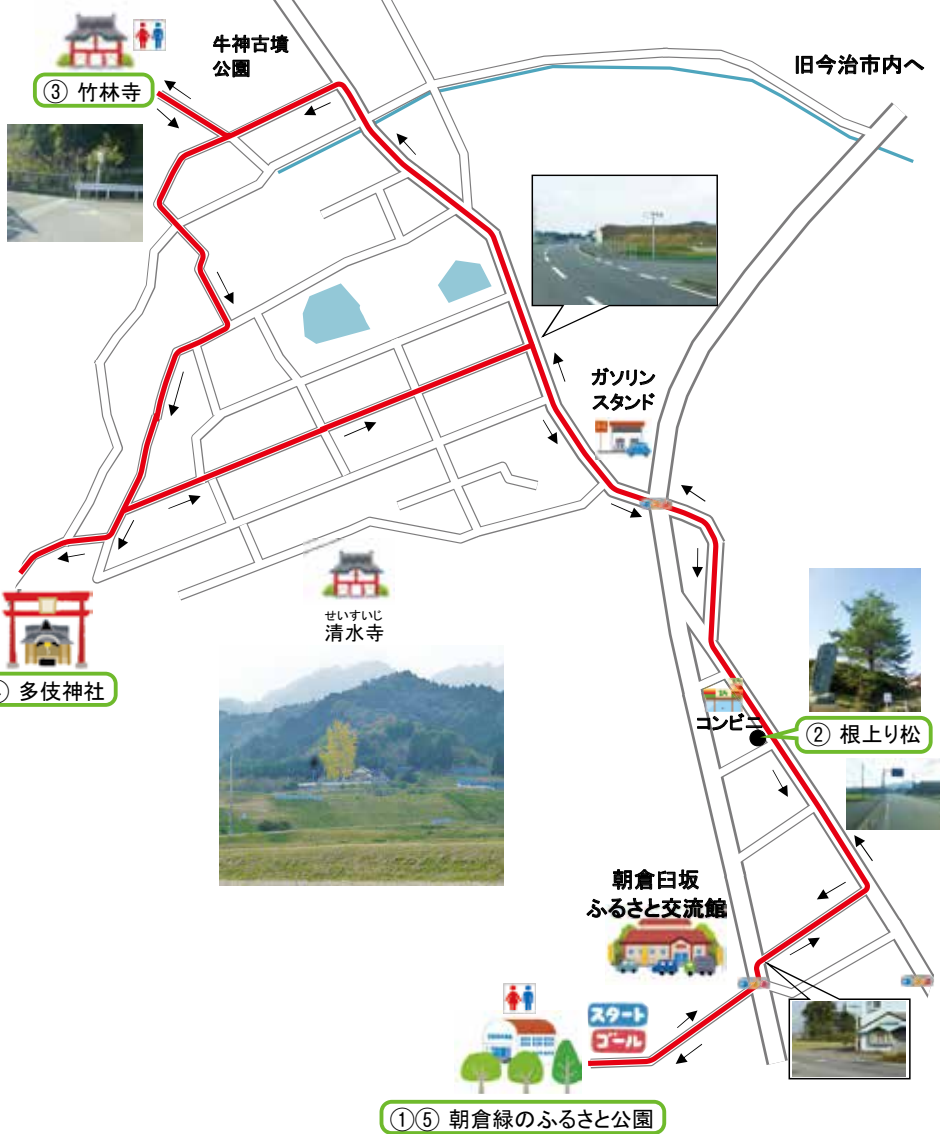 牛神古墳
公園
旧今治市内へ
③ 竹林寺
ガソリン
スタンド
せいすいじ
清水寺
多伎神社
コンビニ
② 根上り松
朝倉臼坂
ふるさと交流館
スタート
ゴール
①⑤ 朝倉緑のふるさと公園